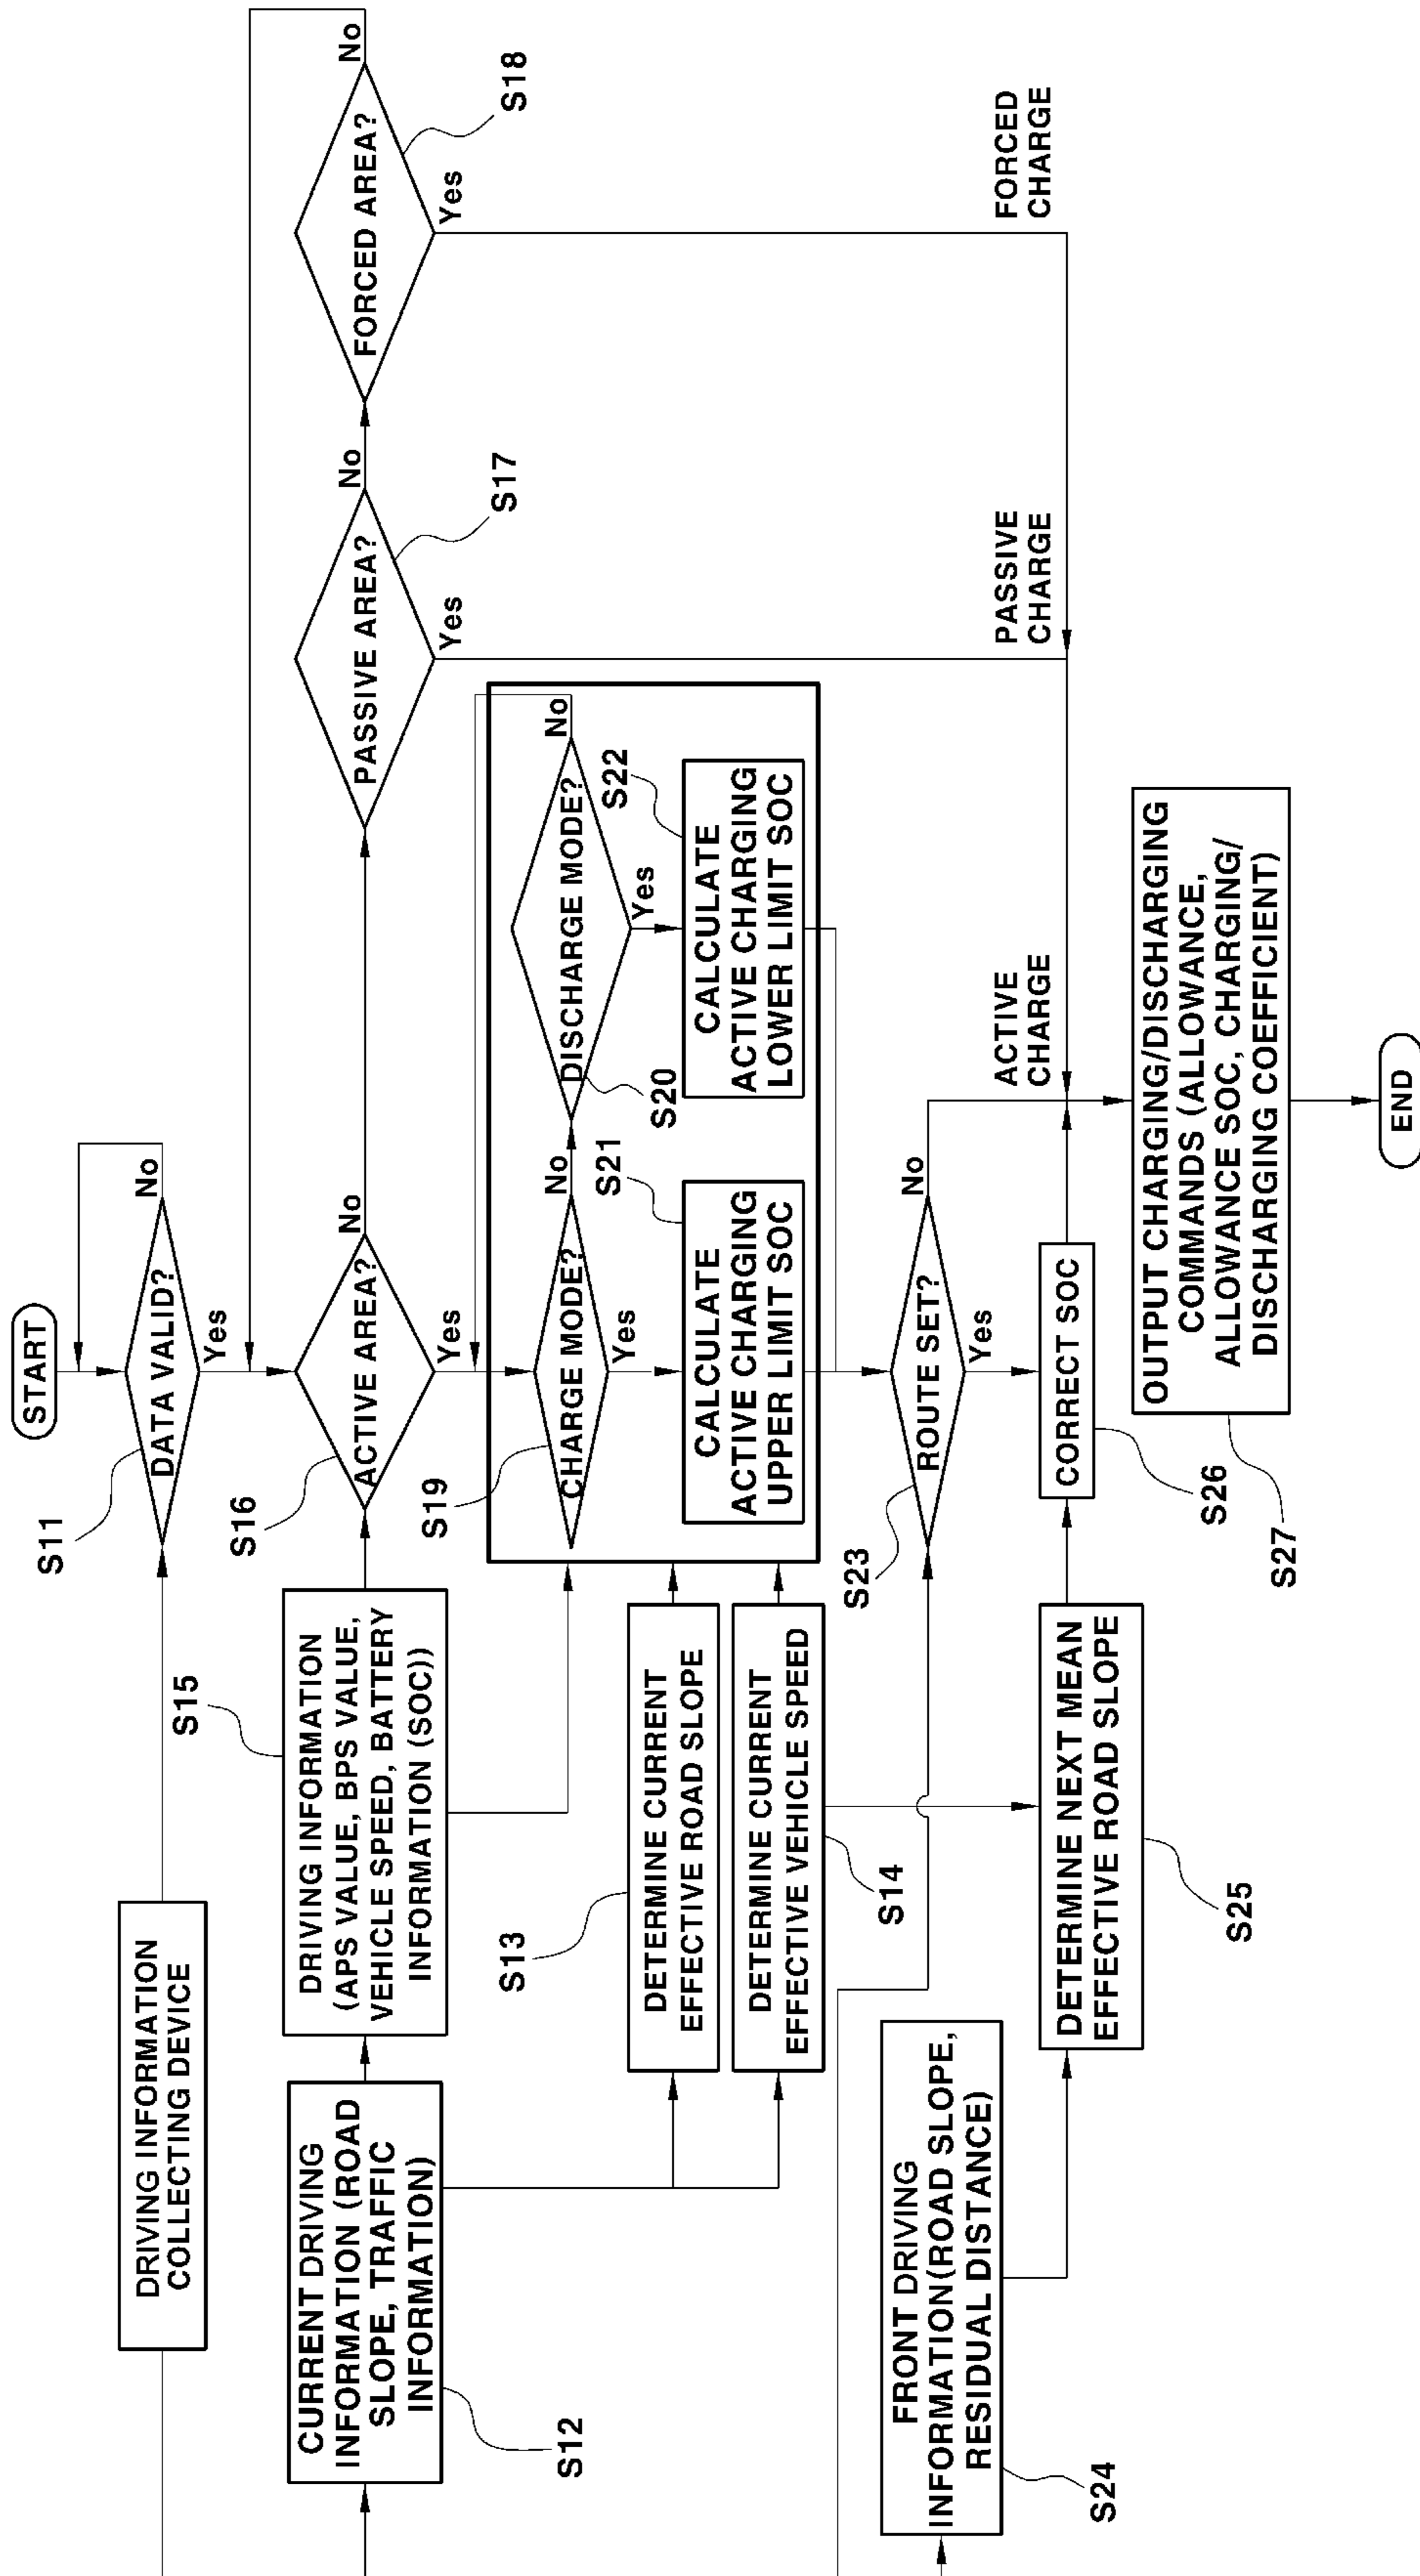 START
DATA VALID?
No
Yes
S11
DRIVING INFORMATION
COLLECTING DEVICE
CURRENT DRIVING
INFORMATION (ROAD
SLOPE, TRAFFIC
INFORMATION)
S12
DRIVING INFORMATION
(APS VALUE, BPS VALUE,
VEHICLE SPEED, BATTERY
INFORMATION (SOC))
S15
ACTIVE AREA?
No
Yes
S16
PASSIVE AREA?
No
Yes
S17
FORCED AREA?
No
Yes
S18
CHARGE MODE?
No
Yes
S19
DISCHARGE MODE?
No
Yes
S20
CALCULATE
ACTIVE CHARGING
UPPER LIMIT SOC
S21
CALCULATE
ACTIVE CHARGING
LOWER LIMIT SOC
S22
DETERMINE CURRENT
EFFECTIVE ROAD SLOPE
S13
DETERMINE CURRENT
EFFECTIVE VEHICLE SPEED
S14
ROUTE SET?
No
Yes
S23
FRONT DRIVING
INFORMATION(ROAD SLOPE,
RESIDUAL DISTANCE)
S24
DETERMINE NEXT MEAN
EFFECTIVE ROAD SLOPE
S25
CORRECT SOC
S26
ACTIVE
CHARGE
PASSIVE
CHARGE
FORCED
CHARGE
OUTPUT CHARGING/DISCHARGING
COMMANDS (ALLOWANCE,
ALLOWANCE SOC, CHARGING/
DISCHARGING COEFFICIENT)
S27
END